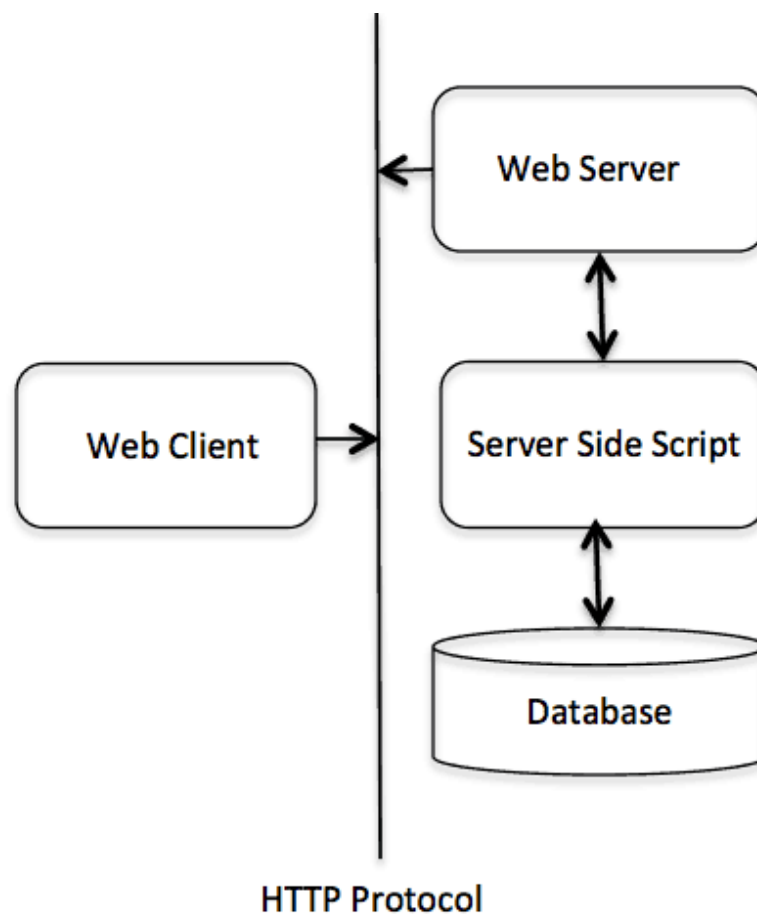 Web Server
Web Client
Server Side Script
Database
HTTP Protocol